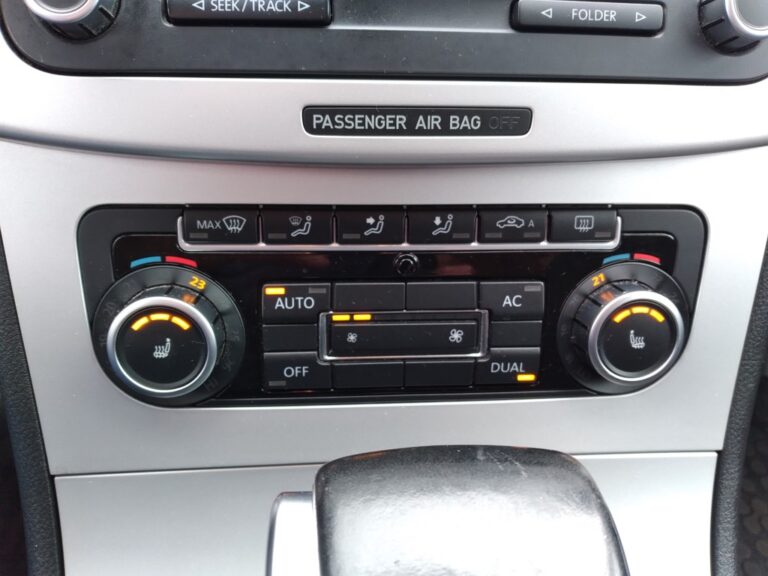 SEEK/TRACK
FOLDER
PASSENGER AIR BAG OFF
MAX
A
23
21
AUTO
AC
OFF
DUAL